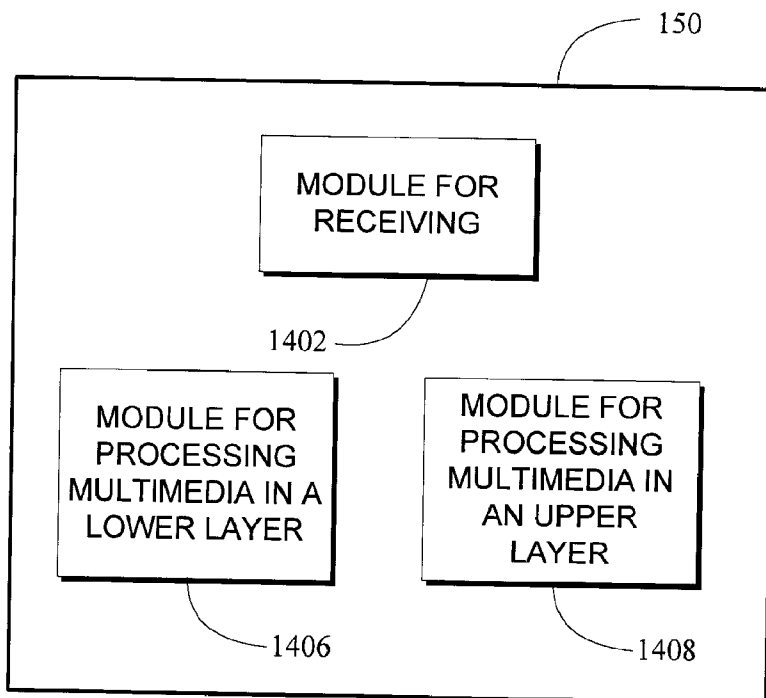 150
MODULE FOR
RECEIVING
1402
MODULE FOR
PROCESSING
MULTIMEDIA IN A
LOWER LAYER
MODULE FOR
PROCESSING
MULTIMEDIA IN
AN UPPER
LAYER
1406
1408